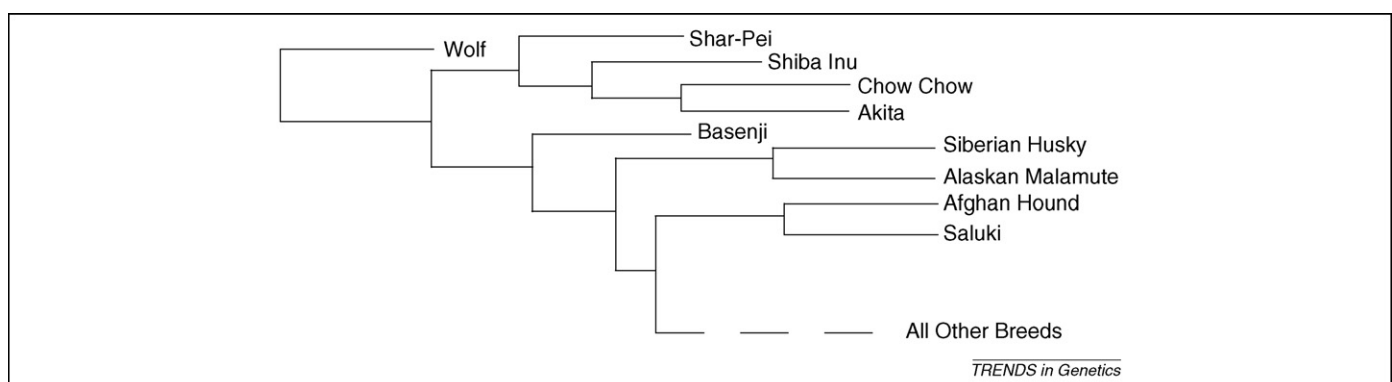 Wolf
Shar-Pei
Shiba Inu
Chow Chow
Akita
Basenji
Siberian Husky
Alaskan Malamute
Afghan Hound
Saluki
All Other Breeds
TRENDS in Genetics